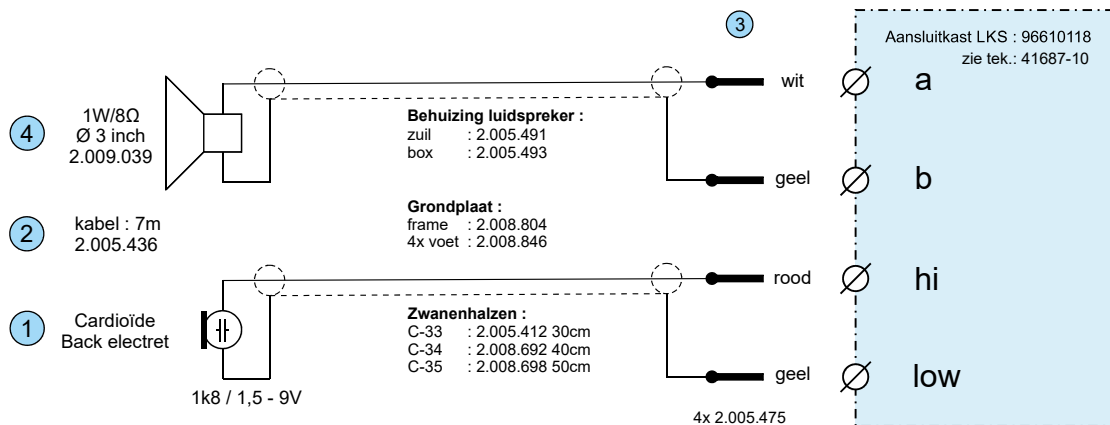 3
Aansluitkast LKS : 96610118
zie tek.: 41687-10
wit
a
4
1W/8Ω
Ø 3 inch
2.009.039
Behuizing luidspreker :
zuil : 2.005.491
box : 2.005.493
geel
b
2
kabel : 7m
2.005.436
Grondplaat :
frame : 2.008.804
4x voet : 2.008.846
rood
hi
1
Cardioïde
Back electret
Zwanenhalzen :
C-33 : 2.005.412 30cm
C-34 : 2.008.692 40cm
C-35 : 2.008.698 50cm
geel
low
1k8 / 1,5 - 9V
4x 2.005.475